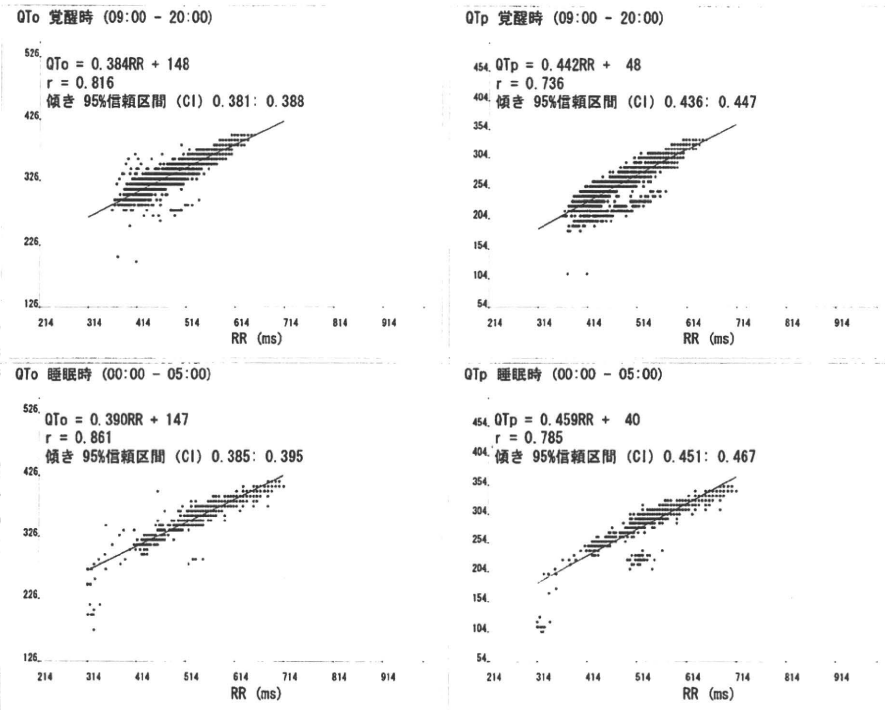 QTo 覚醒時 (09:00 - 20:00)
526
QTo = 0.384RR + 148
r = 0.816
傾き 95%信頼区間 (CI) 0.381: 0.388
426
326
226
126
214 314 414 514 614 714 814 914
RR (ms)
QTp 覚醒時 (09:00 - 20:00)
454
QTp = 0.442RR + 48
r = 0.736
404
傾き 95%信頼区間 (CI) 0.436: 0.447
354
304
254
204
154
104
54
214 314 414 514 614 714 814 914
RR (ms)
QTo 睡眠時 (00:00 - 05:00)
526
QTo = 0.390RR + 147
r = 0.861
傾き 95%信頼区間 (CI) 0.385: 0.395
426
326
226
126
214 314 414 514 614 714 814 914
RR (ms)
QTp 睡眠時 (00:00 - 05:00)
454
QTp = 0.459RR + 40
r = 0.785
404
傾き 95%信頼区間 (CI) 0.451: 0.467
354
304
254
204
154
104
54
214 314 414 514 614 714 814 914
RR (ms)